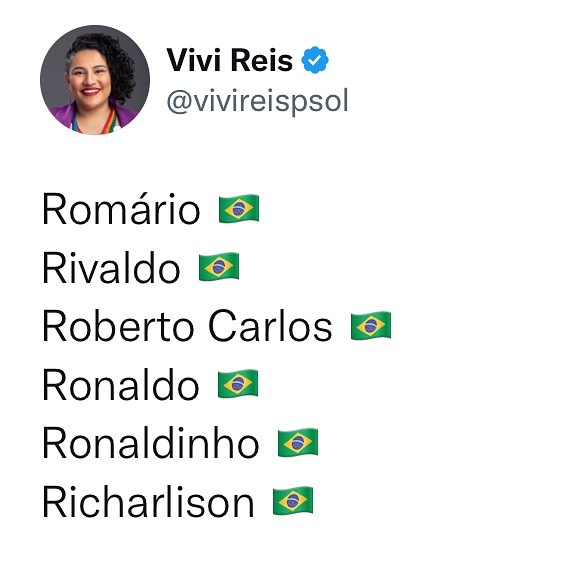 Vivi Reis
@vivireispsol
Romário 🇧🇷
Rivaldo 🇧🇷
Roberto Carlos 🇧🇷
Ronaldo 🇧🇷
Ronaldinho 🇧🇷
Richarlison 🇧🇷